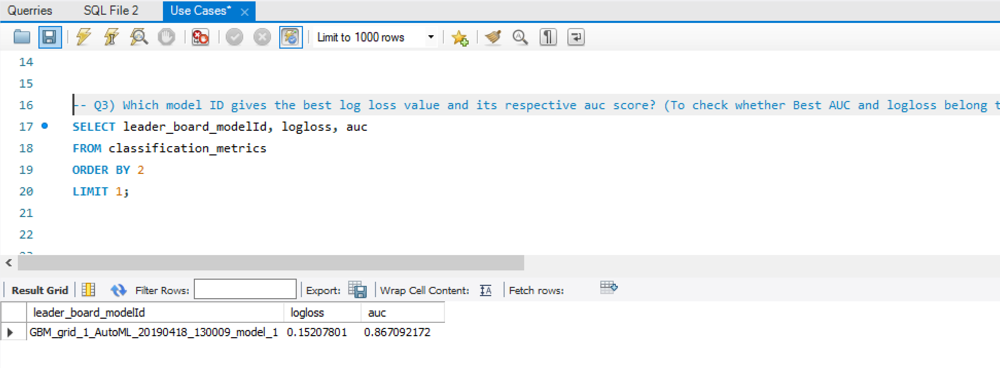 Querries SQL File 2 Use Cases*
Limit to 1000 rows
14
15
16 -- Q3) Which model ID gives the best log loss value and its respective auc score? (To check whether Best AUC and logloss belong t
17 SELECT leader_board_modelId, logloss, auc
18 FROM classification_metrics
19 ORDER BY 2
20 LIMIT 1;
21
22
Result Grid Filter Rows: Export: Wrap Cell Content: Fetch rows:
leader_board_modelId logloss auc
GBM_grid_1_AutoML_20190418_130009_model_1 0.15207801 0.867092172